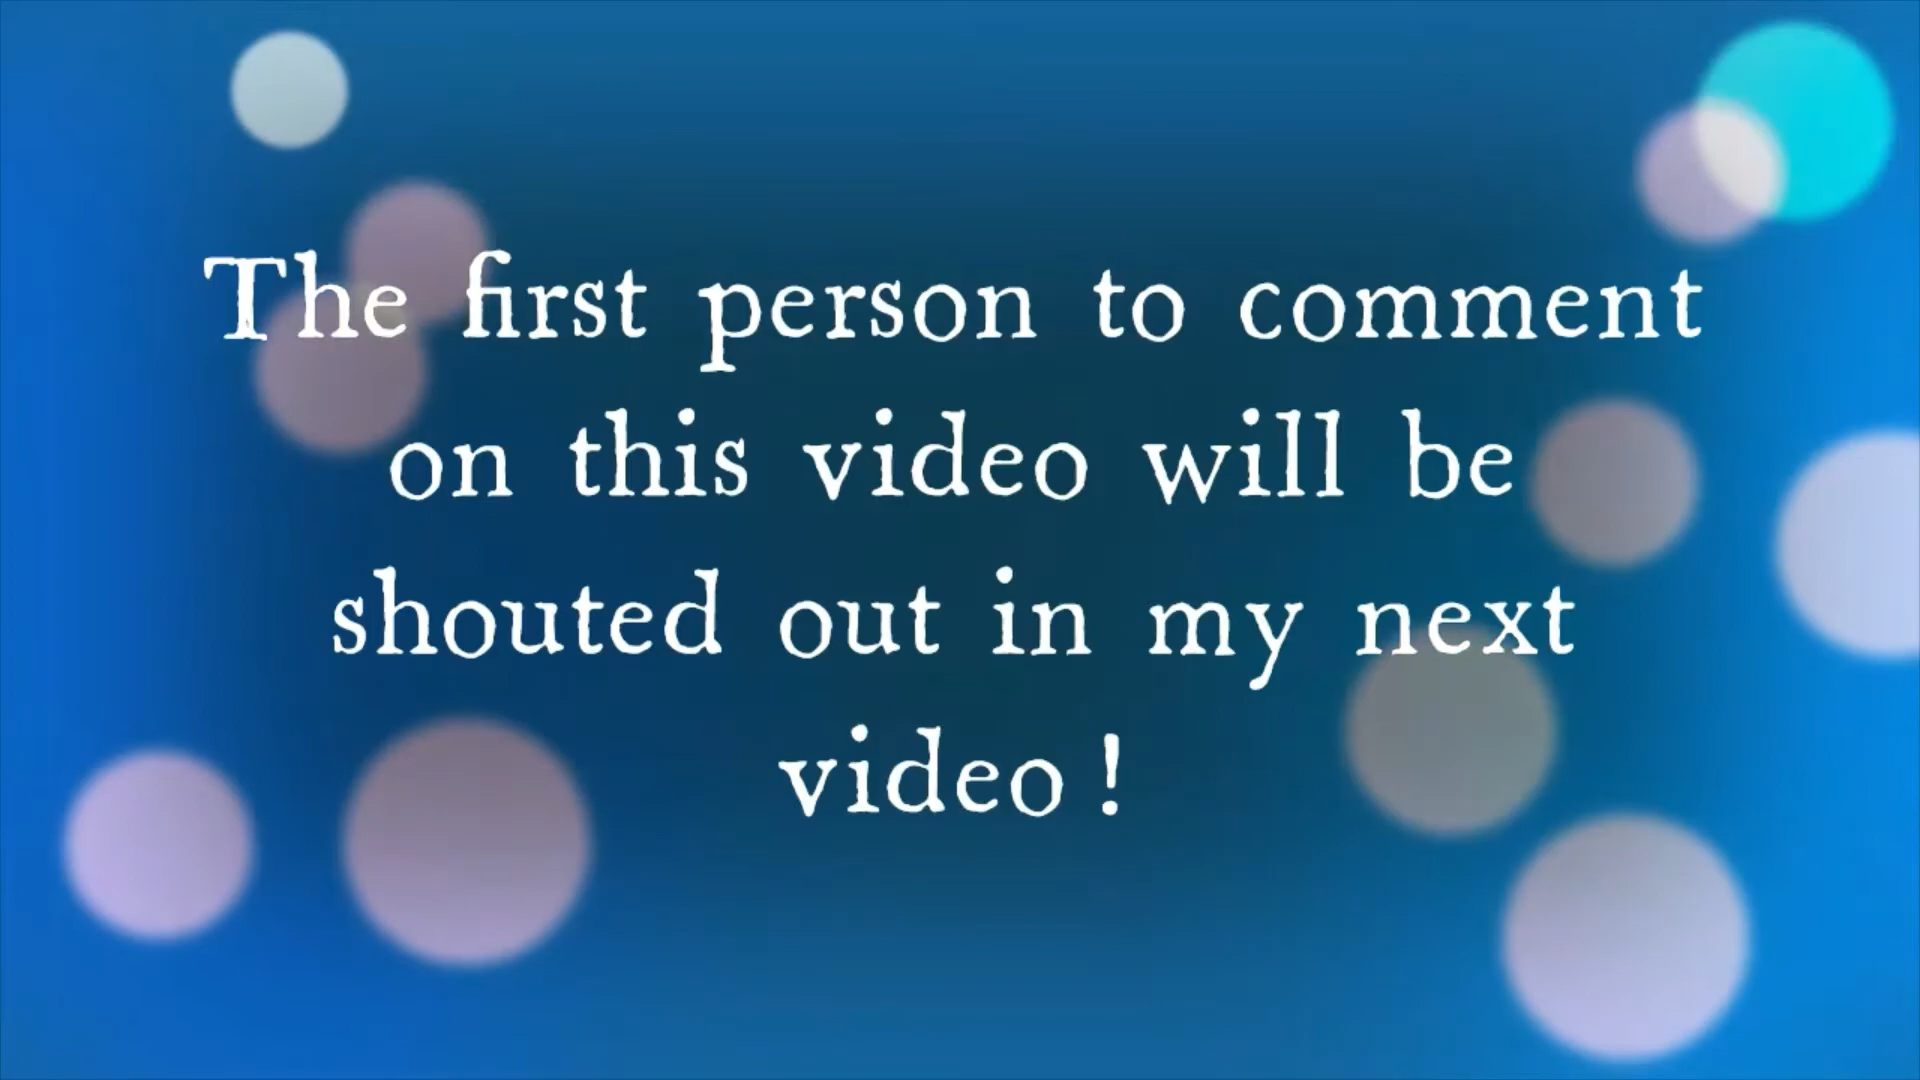 The first person to comment
on this video will be
shouted out in my next
video !